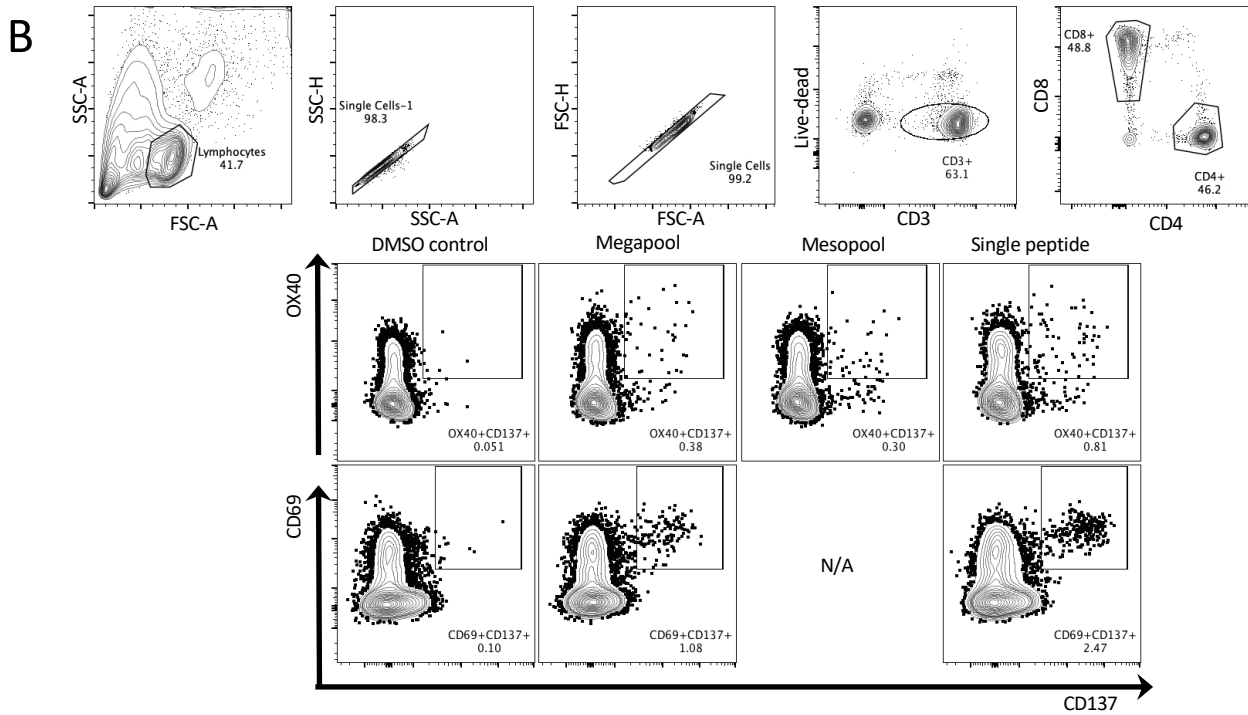 B
SSC-A
Lymphocytes
41.7
FSC-A
SSC-H
Single Cells-1
98.3
SSC-A
FSC-H
Single Cells
99.2
FSC-A
Live-dead
CD3+
63.1
CD3
CD8
CD8+
48.8
CD4+
46.2
CD4
DMSO control
Megapool
Mesopool
Single peptide
OX40
OX40+CD137+
0.051
OX40+CD137+
0.38
OX40+CD137+
0.30
OX40+CD137+
0.81
CD69
CD69+CD137+
0.10
CD69+CD137+
1.08
N/A
CD69+CD137+
2.47
CD137